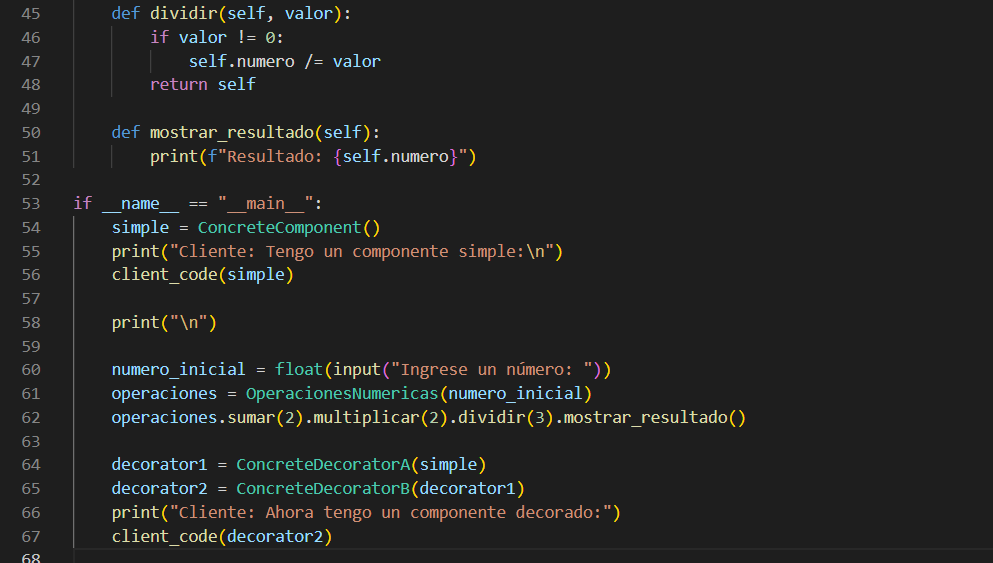 45 def dividir(self, valor):
46 if valor != 0:
47 self.numero /= valor
48 return self
49
50 def mostrar_resultado(self):
51 print(f"Resultado: {self.numero}")
52
53 if __name__ == "__main__":
54 simple = ConcreteComponent()
55 print("Cliente: Tengo un componente simple:\n")
56 client_code(simple)
57
58 print("\n")
59
60 numero_inicial = float(input("Ingrese un número: "))
61 operaciones = OperacionesNumericas(numero_inicial)
62 operaciones.sumar(2).multiplicar(2).dividir(3).mostrar_resultado()
63
64 decorator1 = ConcreteDecoratorA(simple)
65 decorator2 = ConcreteDecoratorB(decorator1)
66 print("Cliente: Ahora tengo un componente decorado:")
67 client_code(decorator2)
68